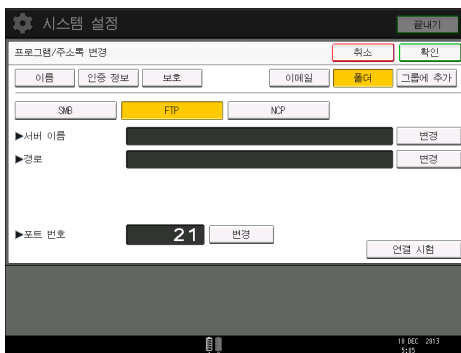 시스템 설정 끝내기
프로그램/주소록 변경 취소 확인
이름 인증 정보 보호 이메일 폴더 그룹에 추가
SMB FTP NCP
▶서버 이름 변경
▶경로 변경
▶포트 번호 21 변경
연결 시험
10 DEC 2013
5:05